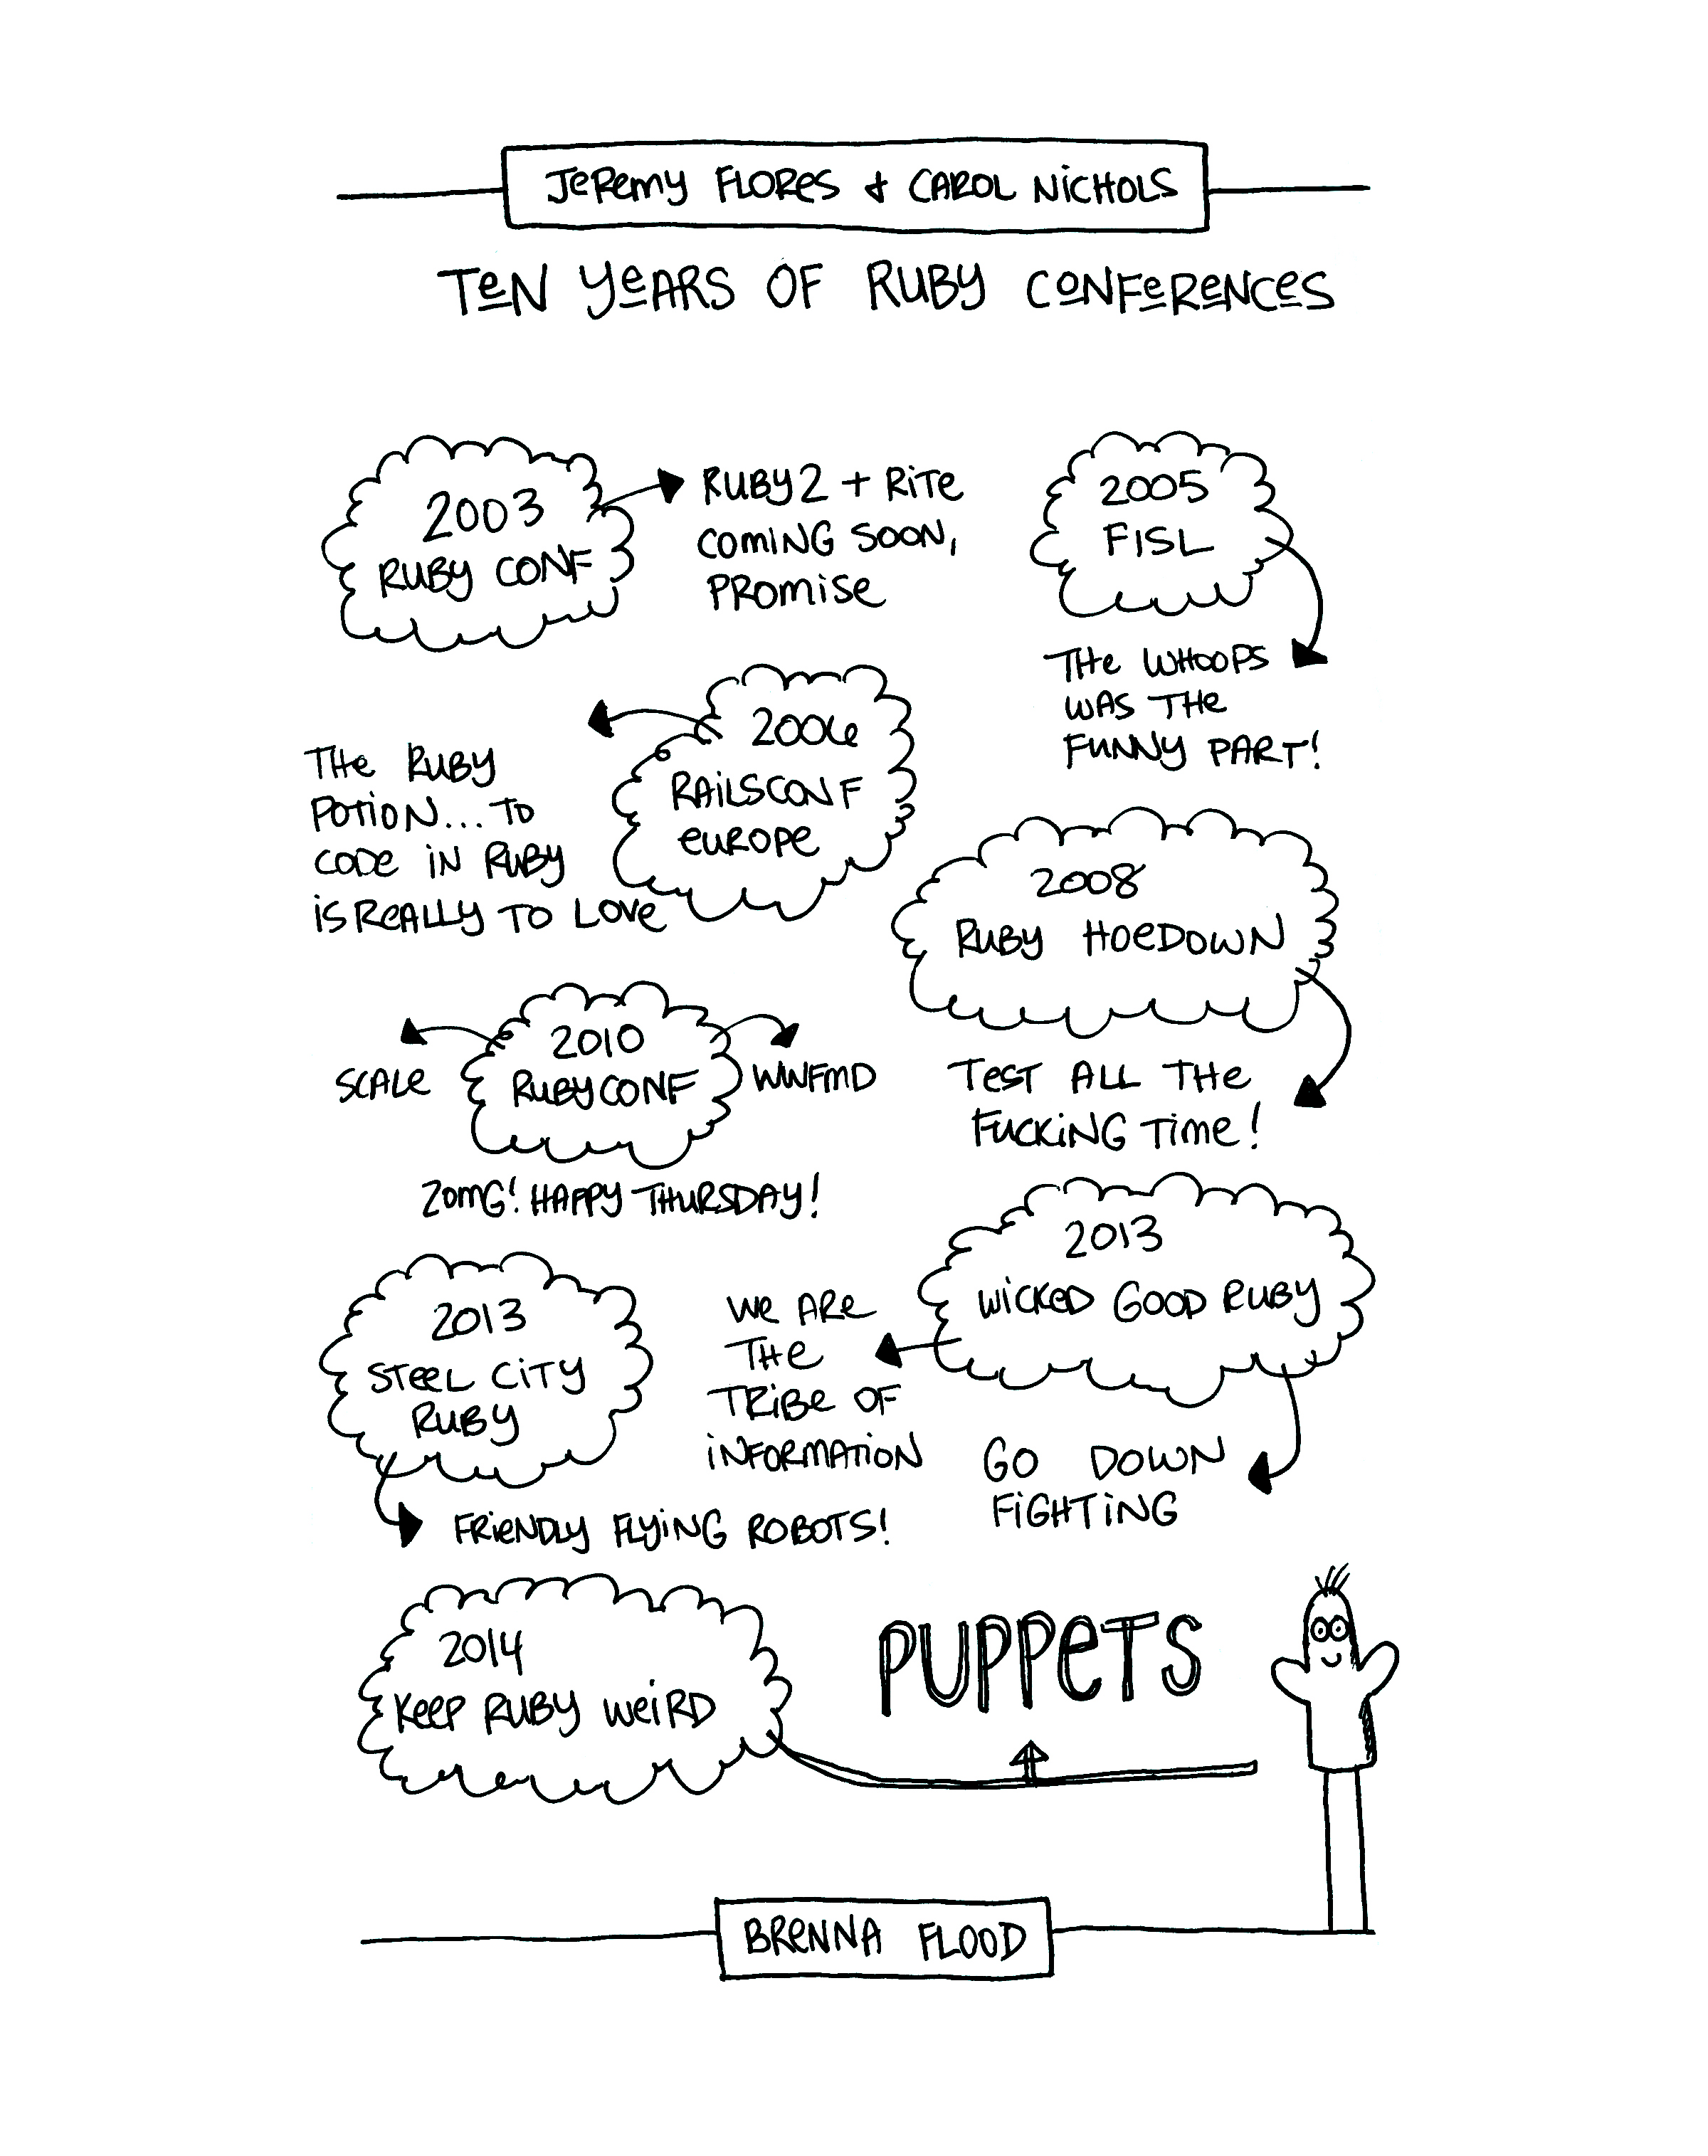 JeReMY FLORes & CAROL NiCHOLS
TeN YeARS OF RUBY CONFeReNCeS
2003
RUBY CONF
RUBY2 + RiTe
COMiNG SOON,
PROMiSe
2005
FiSL
THe WHOOPS
WAS THe
FUNNY PART!
2006
RAiLSCONF
eUROPe
THe RUBY
POTiON... TO
CODe iN RUBY
iS ReALLY TO LOVe
2008
RUBY HOeDOWN
TeST ALL THe
FUCKiNG TiMe!
2010
RUBYCONF
SCALe
WWFMD
ZOMG! HAPPY THURSDAY!
2013
WiCKeD GOOD RUBY
We ARe
THe
TRiBe OF
iNFORMATiON
GO DOWN
FiGHTiNG
2013
STeeL CiTY
RUBY
FRieNDLY FLYiNG ROBOTS!
2014
KeeP RUBY WeiRD
PUPPeTS
BReNNA FLOOD